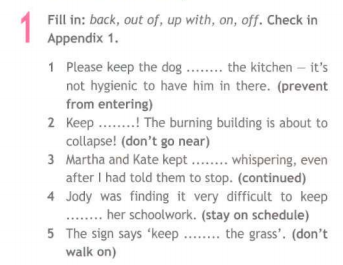 1 Fill in: back, out of, up with, on, off. Check in
Appendix 1.
1 Please keep the dog ........ the kitchen – it's
not hygienic to have him in there. (prevent
from entering)
2 Keep ........! The burning building is about to
collapse! (don't go near)
3 Martha and Kate kept ........ whispering, even
after I had told them to stop. (continued)
4 Jody was finding it very difficult to keep
........ her schoolwork. (stay on schedule)
5 The sign says 'keep ........ the grass'. (don't
walk on)